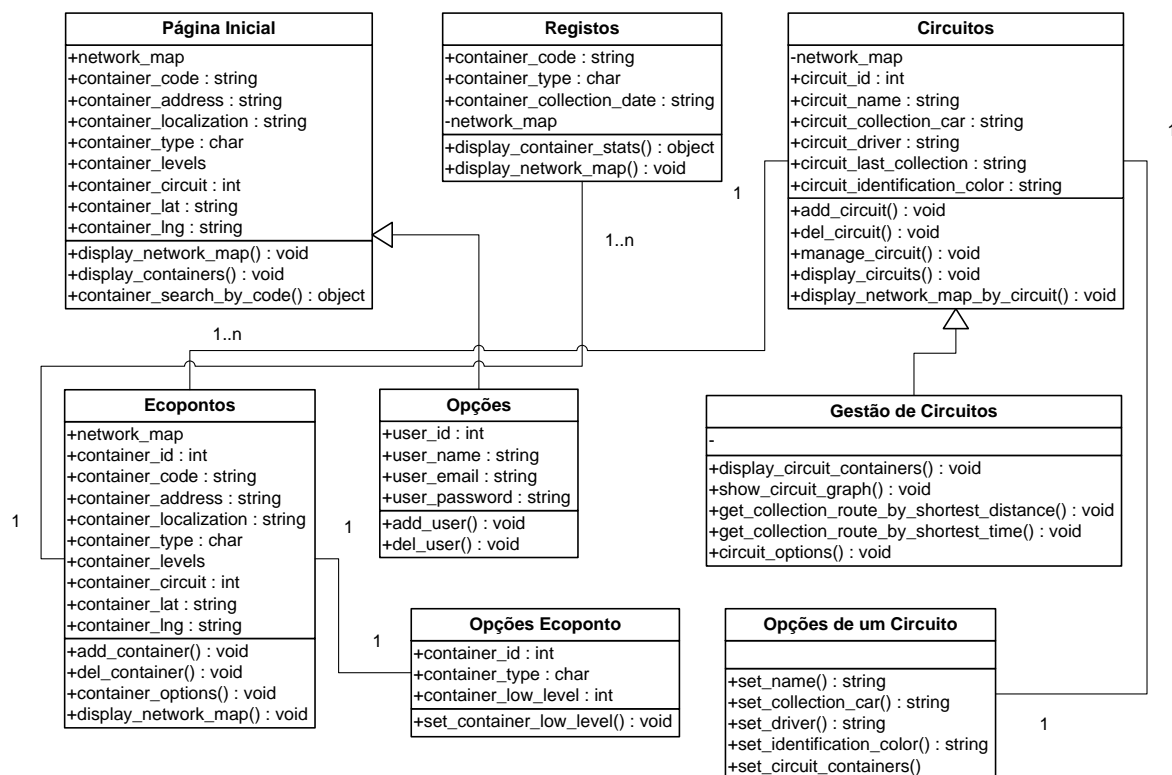 Página Inicial
+network_map
+container_code : string
+container_address : string
+container_localization : string
+container_type : char
+container_levels
+container_circuit : int
+container_lat : string
+container_lng : string
+display_network_map() : void
+display_containers() : void
+container_search_by_code() : object
Registos
+container_code : string
+container_type : char
+container_collection_date : string
-network_map
+display_container_stats() : object
+display_network_map() : void
Circuitos
-network_map
+circuit_id : int
+circuit_name : string
+circuit_collection_car : string
+circuit_driver : string
+circuit_last_collection : string
+circuit_identification_color : string
+add_circuit() : void
+del_circuit() : void
+manage_circuit() : void
+display_circuits() : void
+display_network_map_by_circuit() : void
1
1
1
1..n
1..n
Ecopontos
+network_map
+container_id : int
+container_code : string
+container_address : string
+container_localization : string
+container_type : char
+container_levels
+container_circuit : int
+container_lat : string
+container_lng : string
+add_container() : void
+del_container() : void
+container_options() : void
+display_network_map() : void
Opções
+user_id : int
+user_name : string
+user_email : string
+user_password : string
+add_user() : void
+del_user() : void
Gestão de Circuitos
-
+display_circuit_containers() : void
+show_circuit_graph() : void
+get_collection_route_by_shortest_distance() : void
+get_collection_route_by_shortest_time() : void
+circuit_options() : void
1
1
1
Opções Ecoponto
+container_id : int
+container_type : char
+container_low_level : int
+set_container_low_level() : void
Opções de um Circuito
+set_name() : string
+set_collection_car() : string
+set_driver() : string
+set_identification_color() : string
+set_circuit_containers()
1